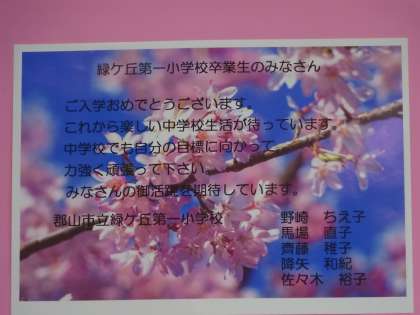 緑ケ丘第一小学校卒業生のみなさん
ご入学おめでとうございます。
これから楽しい中学校生活が待っています。
中学校でも自分の目標に向かって
力強く頑張って下さい。
みなさんの御活躍を期待しています。
郡山市立緑ケ丘第一小学校
野崎　ちえ子
馬場　直子
齊藤　稚子
降矢　和紀
佐々木　裕子